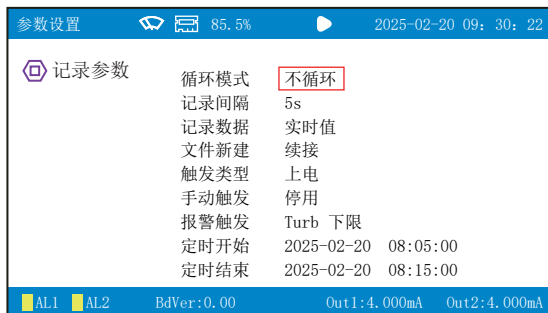 参数设置 85.5% 2025-02-20 09: 30: 22
记录参数
循环模式 不循环
记录间隔 5s
记录数据 实时值
文件新建 续接
触发类型 上电
手动触发 停用
报警触发 Turb 下限
定时开始 2025-02-20 08:05:00
定时结束 2025-02-20 08:15:00
AL1 AL2 BdVer:0.00 Out1:4.000mA Out2:4.000mA